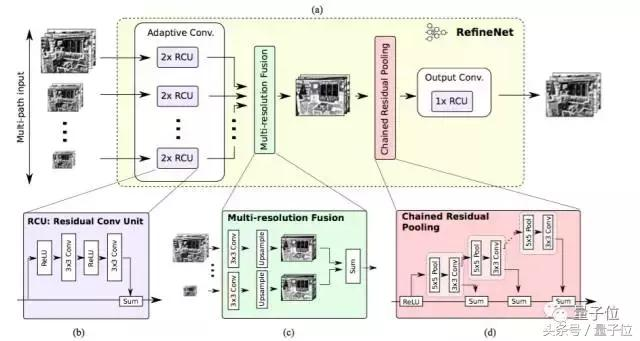 (a)
Adaptive Conv.
RefineNet
Multi-path input
2x RCU
2x RCU
2x RCU
Multi-resolution Fusion
Chained Residual Pooling
Output Conv.
1x RCU
RCU: Residual Conv Unit
ReLU
3x3 Conv
ReLU
3x3 Conv
Sum
(b)
Multi-resolution Fusion
3x3 Conv
Upsample
3x3 Conv
Upsample
Sum
(c)
Chained Residual
Pooling
ReLU
5x5 Pool
3x3 Conv
5x5 Pool
3x3 Conv
5x5 Pool
3x3 Conv
Sum
Sum
Sum
(d)
量子位
头条号 / 量子位